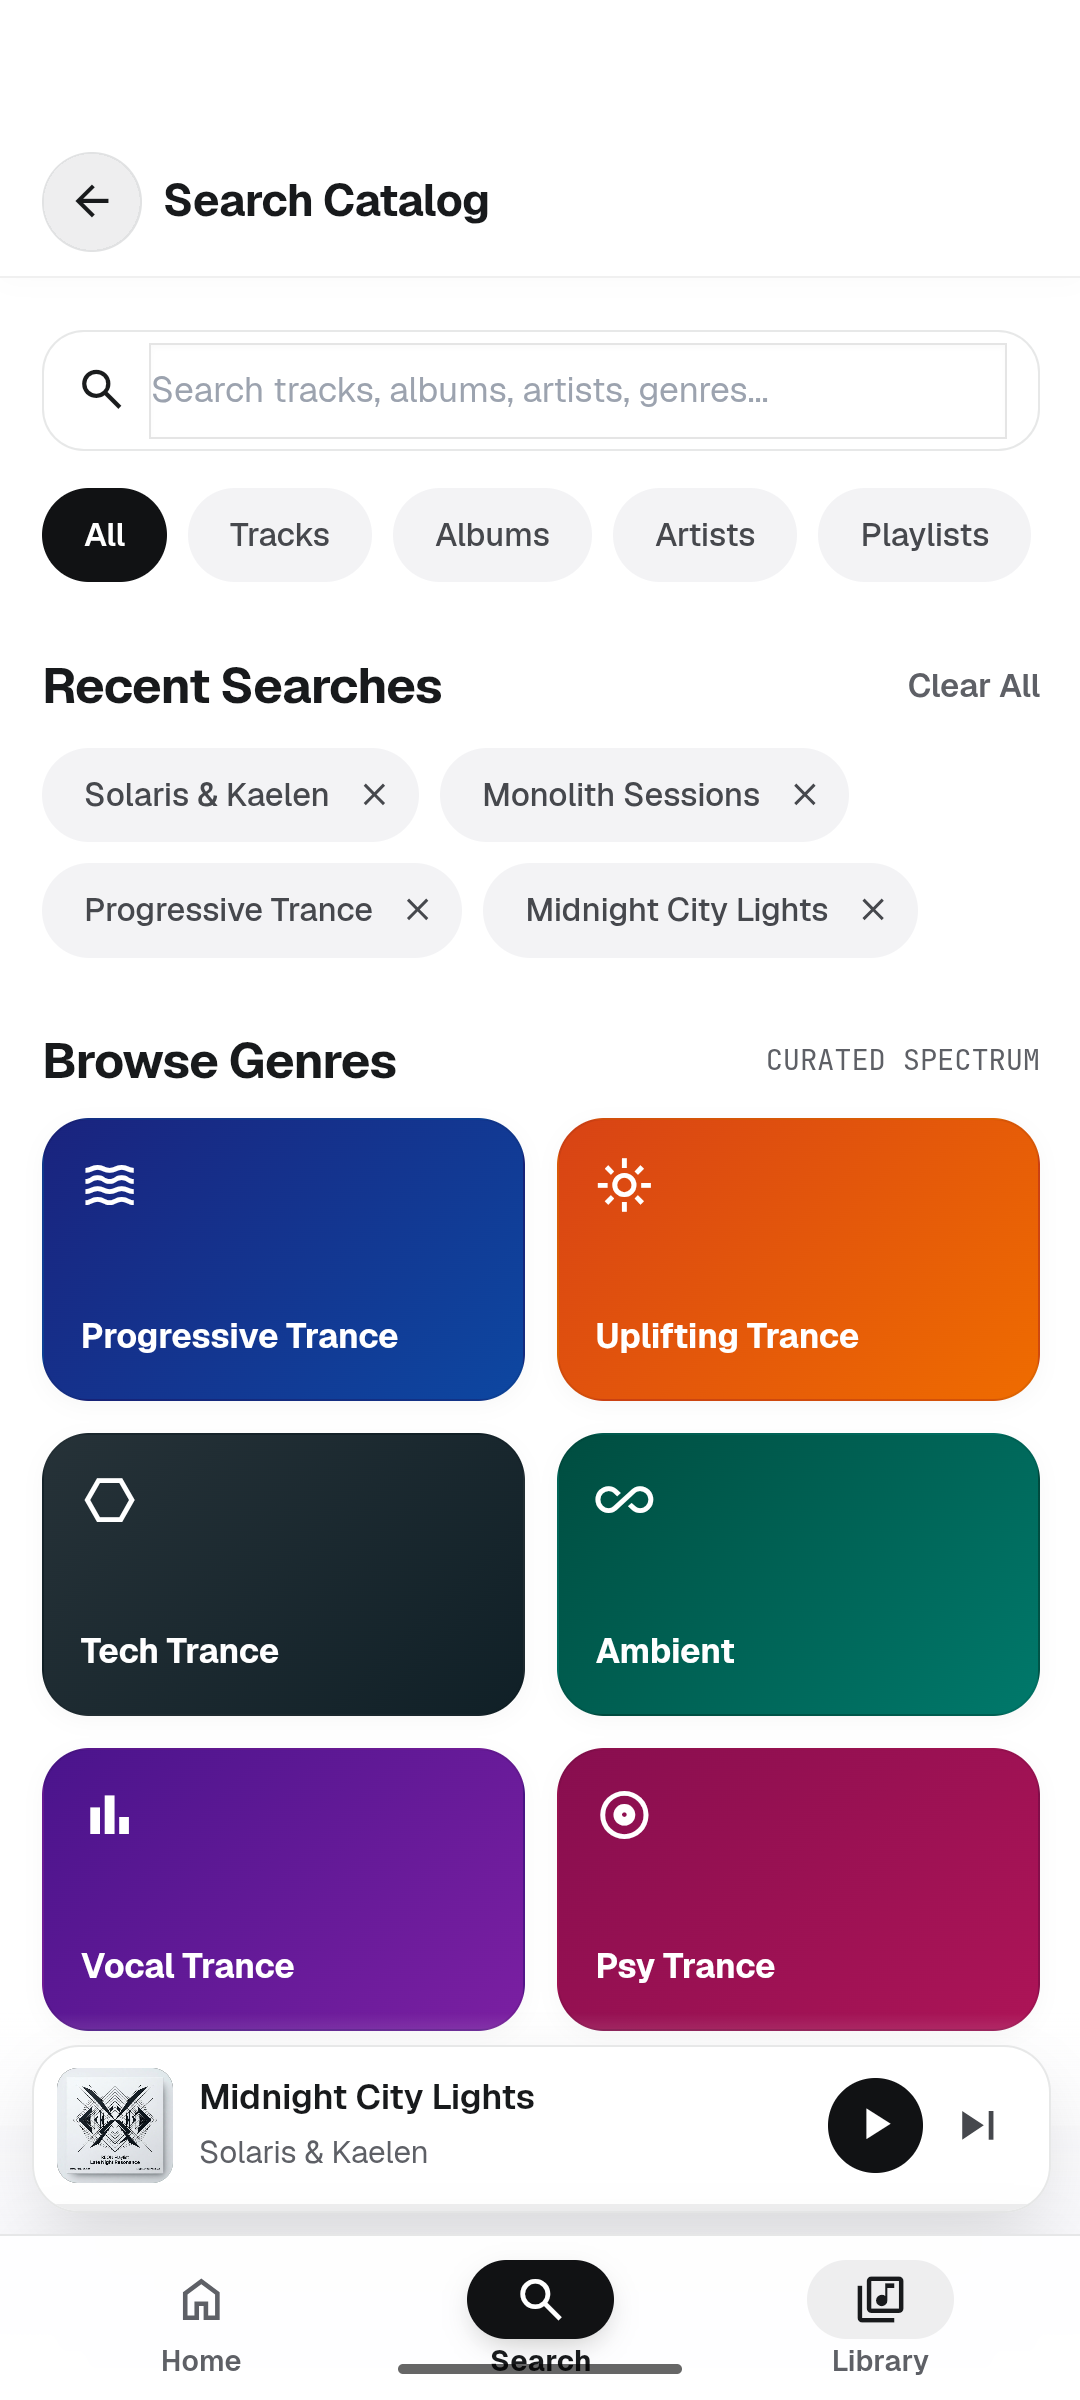 Search Catalog
Search tracks, albums, artists, genres...
All
Tracks
Albums
Artists
Playlists
Recent Searches
Clear All
Solaris & Kaelen
Monolith Sessions
Progressive Trance
Midnight City Lights
Browse Genres
CURATED SPECTRUM
Progressive Trance
Uplifting Trance
Tech Trance
Ambient
Vocal Trance
Psy Trance
Midnight City Lights
Solaris & Kaelen
Home
Search
Library